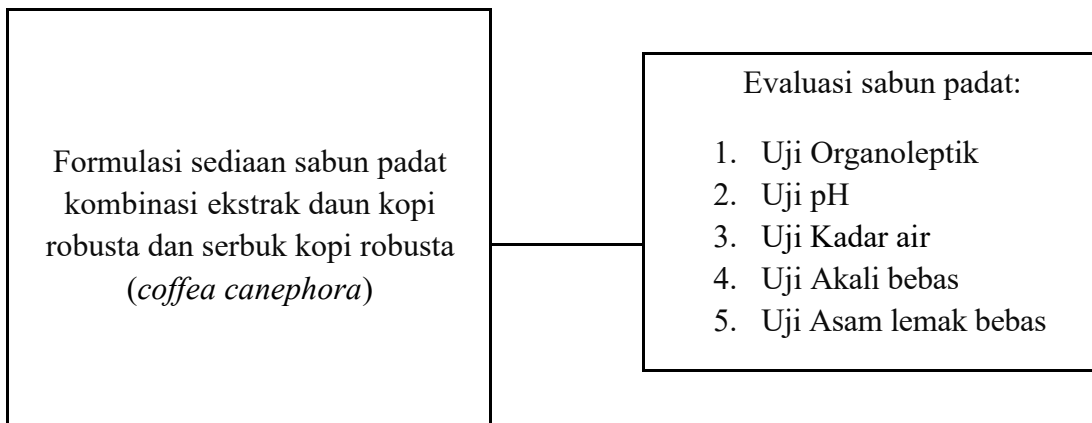 Formulasi sediaan sabun padat
kombinasi ekstrak daun kopi
robusta dan serbuk kopi robusta
(coffea canephora)
Evaluasi sabun padat:
1. Uji Organoleptik
2. Uji pH
3. Uji Kadar air
4. Uji Akali bebas
5. Uji Asam lemak bebas